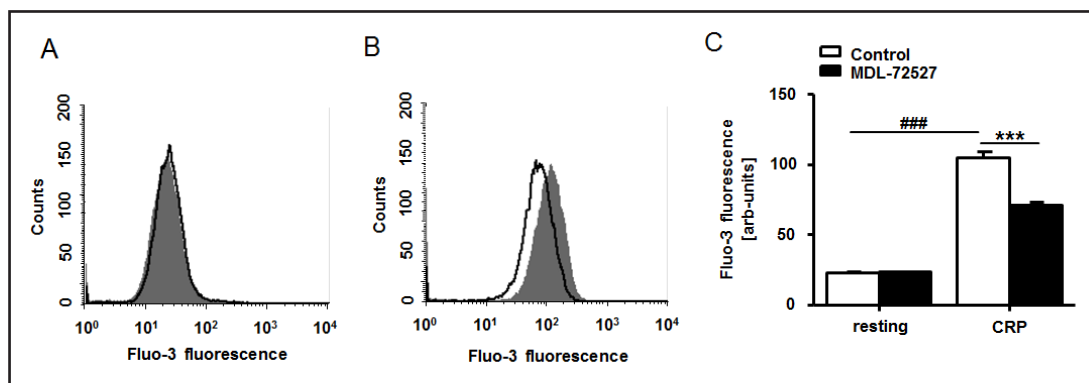 A
B
C
Control
MDL-72527
200
150
100
50
0
Counts
10⁰ 10¹ 10² 10³ 10⁴
Fluo-3 fluorescence
200
150
100
50
0
Counts
10⁰ 10¹ 10² 10³ 10⁴
Fluo-3 fluorescence
150
100
50
0
Fluo-3 fluorescence
[arb-units]
###
***
resting CRP